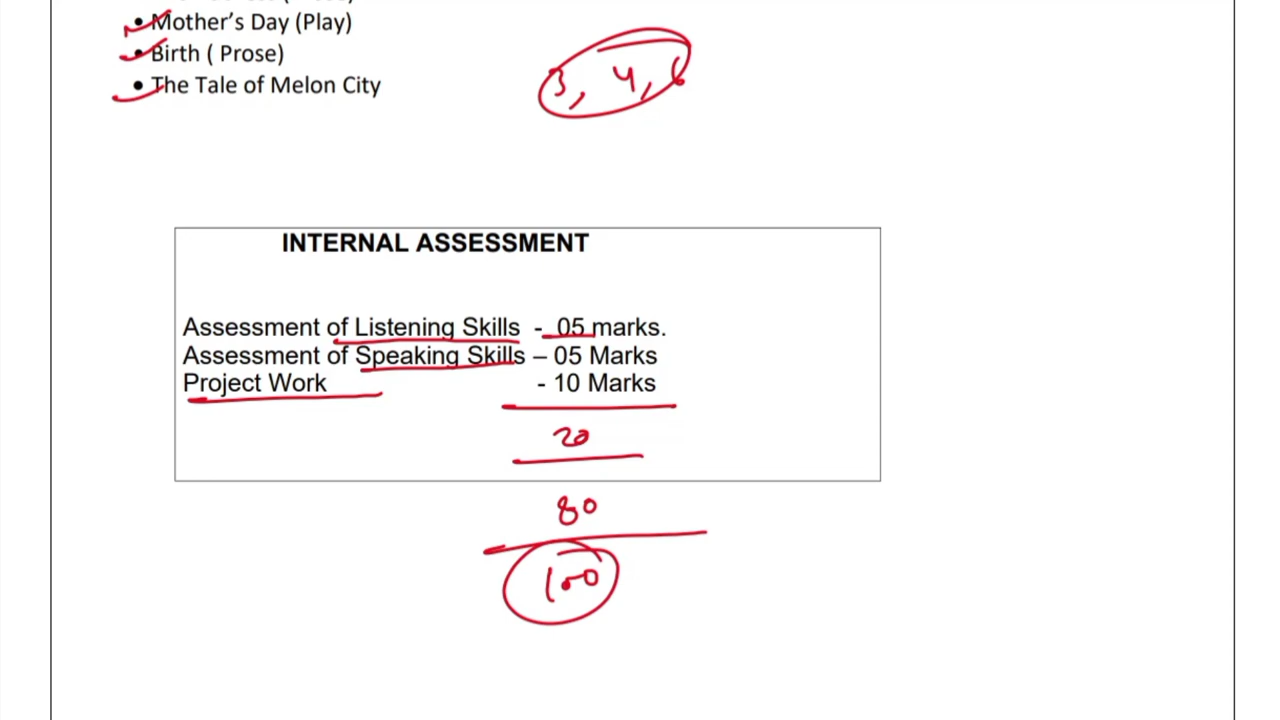 • Mother's Day (Play)
• Birth ( Prose)
• The Tale of Melon City
3, 4, 6
INTERNAL ASSESSMENT
Assessment of Listening Skills - 05 marks.
Assessment of Speaking Skills – 05 Marks
Project Work - 10 Marks
20
80
100